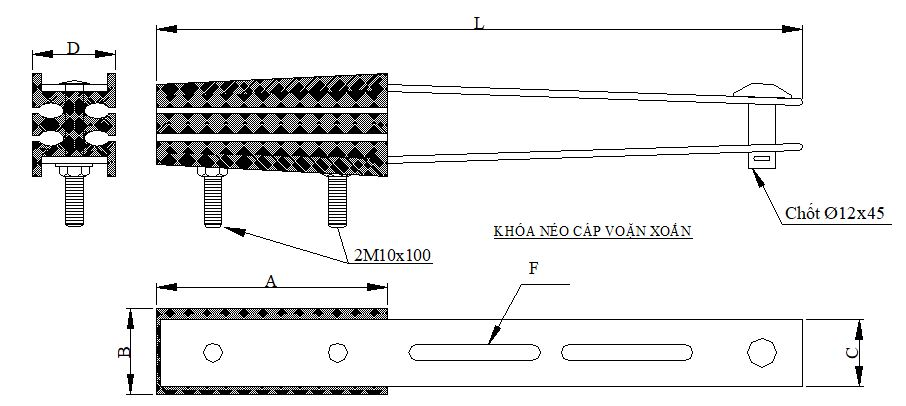 D
L
Chốt Ø12x45
KHÓA NÉO CÁP VOẶN XOẮN
2M10x100
A
F
B
C